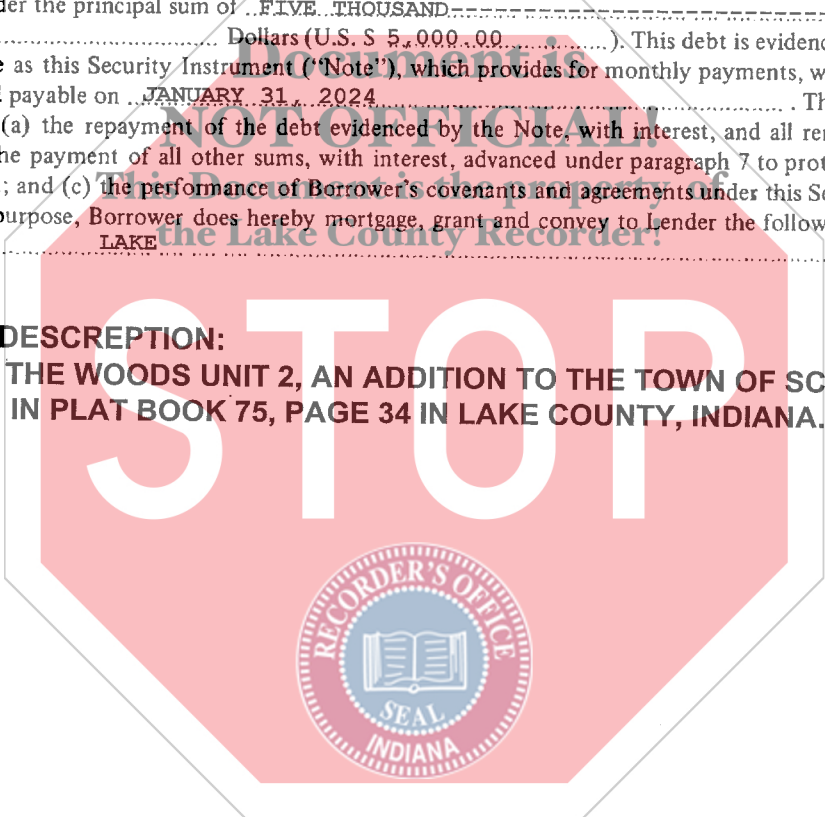 der the principal sum of ..FIVE THOUSAND--------------------
.............................. Dollars (U.S. $ 5,000.00................). This debt is evidenc
e as this Security Instrument (“Note”), which provides for monthly payments, w
payable on ..JANUARY 31, 2024.................................................. . Th
(a) the repayment of the debt evidenced by the Note, with interest, and all ren
he payment of all other sums, with interest, advanced under paragraph 7 to prot
; and (c) the performance of Borrower's covenants and agreements under this Se
purpose, Borrower does hereby mortgage, grant and convey to Lender the follow
LAKE
Document is
NOT OFFICIAL!
This Document is the property of
the Lake County Recorder!
DESCREPTION:
THE WOODS UNIT 2, AN ADDITION TO THE TOWN OF SC
IN PLAT BOOK 75, PAGE 34 IN LAKE COUNTY, INDIANA.
STOP
RECORDER'S OFFICE
SEAL
INDIANA